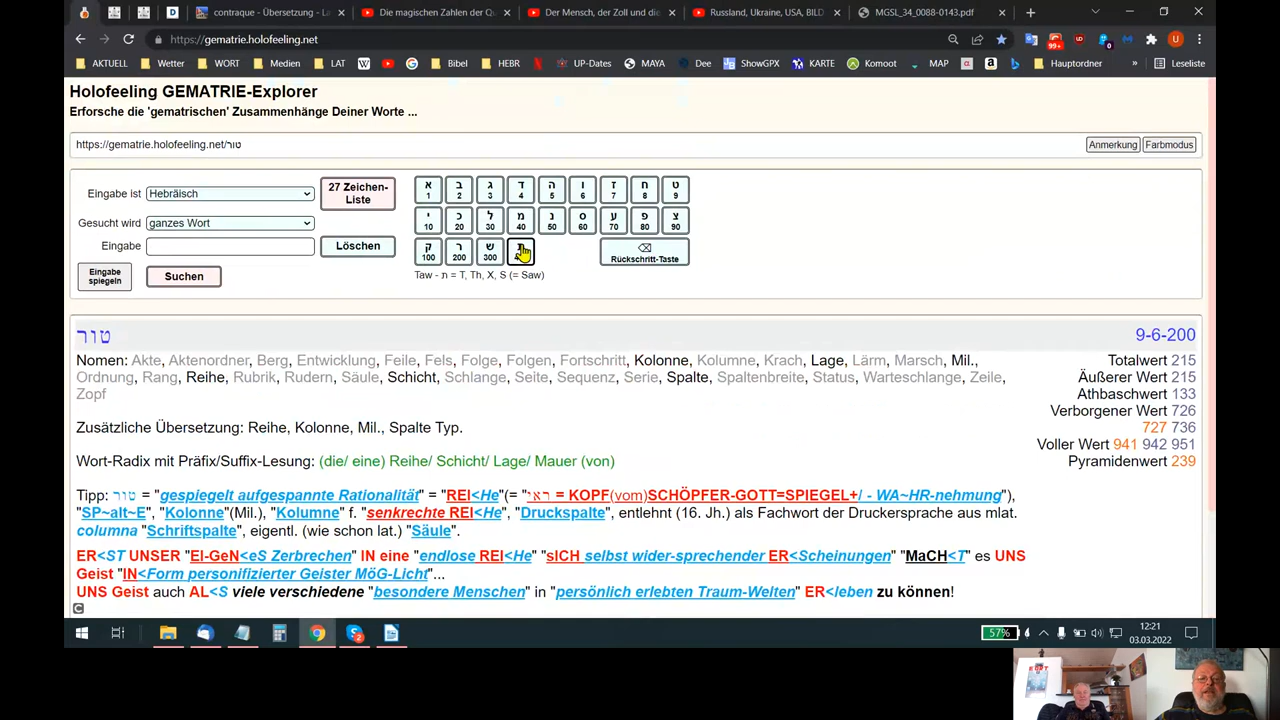 contraque - Übersetzung - La
Die magischen Zahlen der Qu
Der Mensch, der Zoll und die
Russland, Ukraine, USA, BILD
MGSL_34_0088-0143.pdf
https://gematrie.holofeeling.net
AKTUELL Wetter WORT Medien LAT Bibel HEBR UP-Dates MAYA Dee ShowGPX KARTE Komoot MAP Hauptordner » Leseliste
Holofeeling GEMATRIE-Explorer
Erforsche die 'gematrischen' Zusammenhänge Deiner Worte ...
https://gematrie.holofeeling.net/טור
Anmerkung Farbmodus
Eingabe ist Hebräisch
27 Zeichen-Liste
Gesucht wird ganzes Wort
Eingabe Löschen
Eingabe spiegeln Suchen
א ב ג ד ה ו ז ח ט
1 2 3 4 5 6 7 8 9
י כ ל מ נ ס ע פ צ
10 20 30 40 50 60 70 80 90
ק ר ש ת
100 200 300
⌫ Rückschritt-Taste
Taw - ת = T, Th, X, S (= Saw)
טור 9-6-200
Nomen: Akte, Aktenordner, Berg, Entwicklung, Feile, Fels, Folge, Folgen, Fortschritt, Kolonne, Kolumne, Krach, Lage, Lärm, Marsch, Mil.,
Ordnung, Rang, Reihe, Rubrik, Rudern, Säule, Schicht, Schlange, Seite, Sequenz, Serie, Spalte, Spaltenbreite, Status, Warteschlange, Zeile,
Zopf
Totalwert 215
Äußerer Wert 215
Athbaschwert 133
Verborgener Wert 726
727 736
Voller Wert 941 942 951
Pyramidenwert 239
Zusätzliche Übersetzung: Reihe, Kolonne, Mil., Spalte Typ.
Wort-Radix mit Präfix/Suffix-Lesung: (die/ eine) Reihe/ Schicht/ Lage/ Mauer (von)
Tipp: טור = "gespiegelt aufgespannte Rationalität" = "REI<He"(= "ראי = KOPF(vom)SCHÖPFER-GOTT=SPIEGEL+/ - WA~HR-nehmung"),
"SP~alt~E", "Kolonne"(Mil.), "Kolumne" f. "senkrechte REI<He", "Druckspalte", entlehnt (16. Jh.) als Fachwort der Druckersprache aus mlat.
columna "Schriftspalte", eigentl. (wie schon lat.) "Säule".
ER<ST UNSER "EI-GeN<eS Zerbrechen" IN eine "endlose REI<He" "sICH selbst wider-sprechender ER<Scheinungen" "MaCH<T" es UNS
Geist "IN<Form personifizierter Geister MöG-Licht"...
UNS Geist auch AL<S viele verschiedene "besondere Menschen" in "persönlich erlebten Traum-Welten" ER<leben zu können!
57%
12:21
03.03.2022